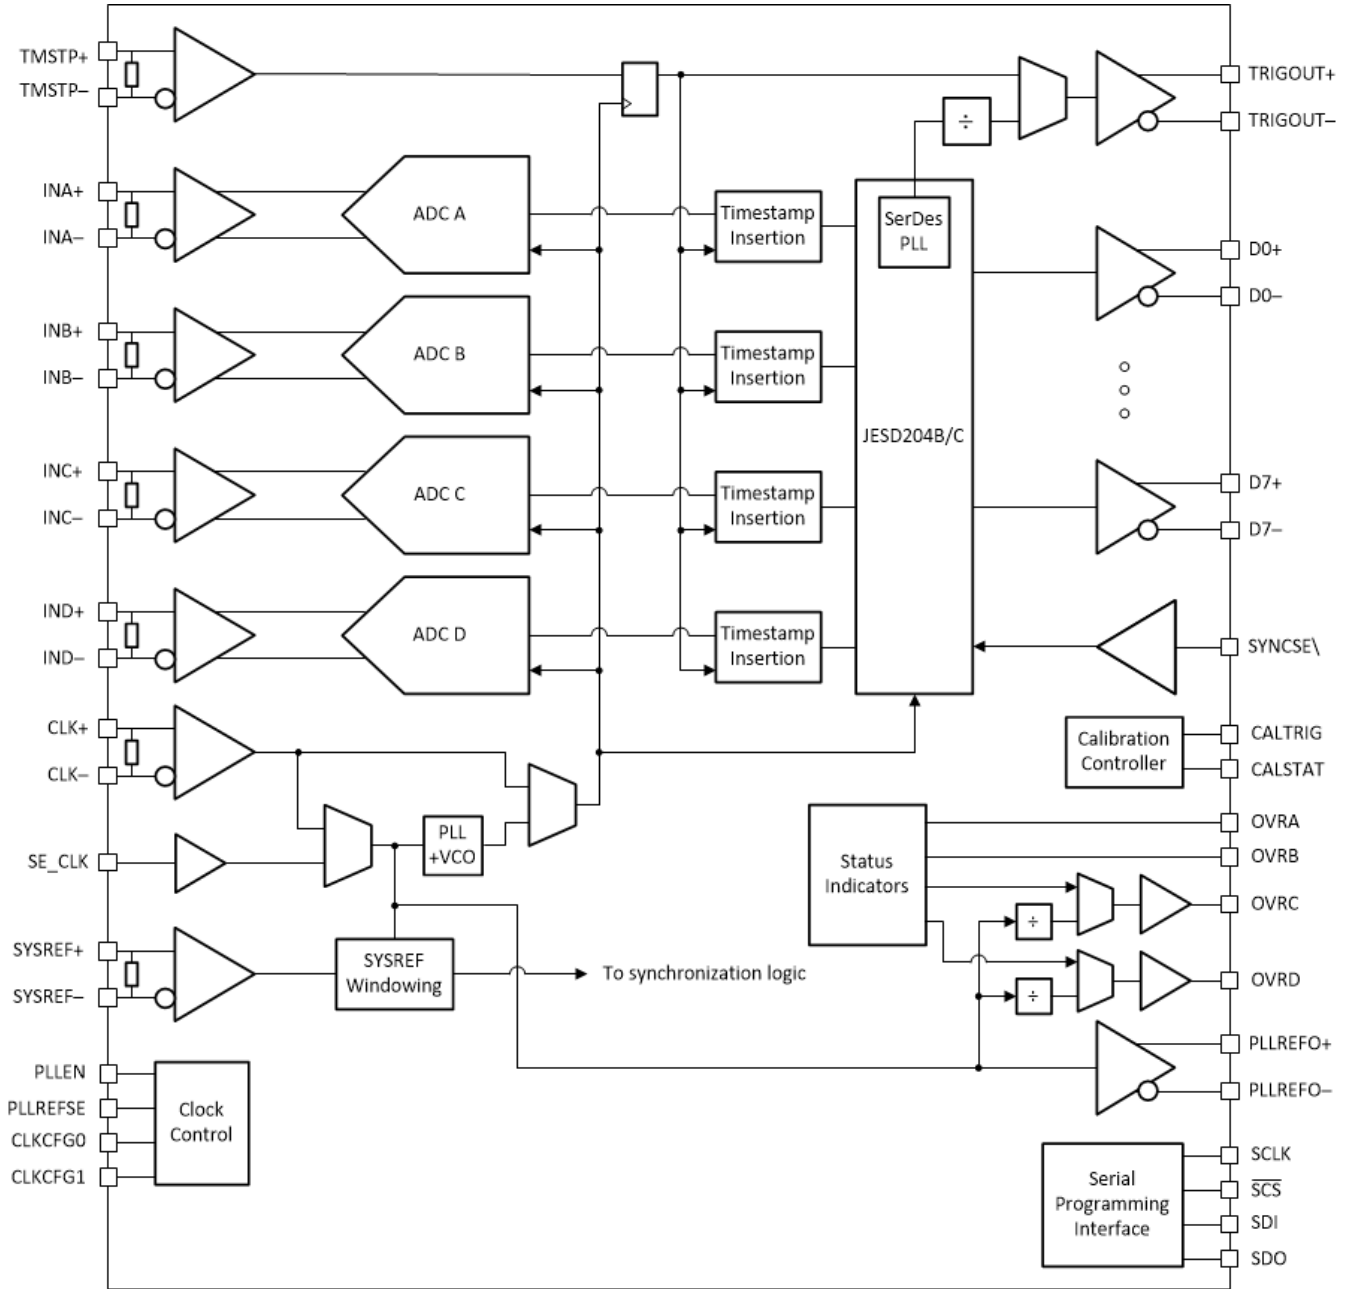 TMSTP+
TMSTP–
TRIGOUT+
÷
TRIGOUT–
INA+
INA–
ADC A
Timestamp
Insertion
SerDes
PLL
D0+
D0–
INB+
INB–
ADC B
Timestamp
Insertion
JESD204B/C
INC+
INC–
ADC C
Timestamp
Insertion
D7+
D7–
IND+
IND–
ADC D
Timestamp
Insertion
SYNCSE\
CLK+
CLK–
Calibration
Controller
CALTRIG
CALSTAT
SE_CLK
PLL
+VCO
Status
Indicators
OVRA
OVRB
OVRC
÷
OVRD
÷
SYSREF+
SYSREF–
SYSREF
Windowing
To synchronization logic
PLLREFO+
PLLREFO–
PLLEN
PLLREFSE
CLKCFG0
CLKCFG1
Clock
Control
Serial
Programming
Interface
SCLK
SCS
SDI
SDO